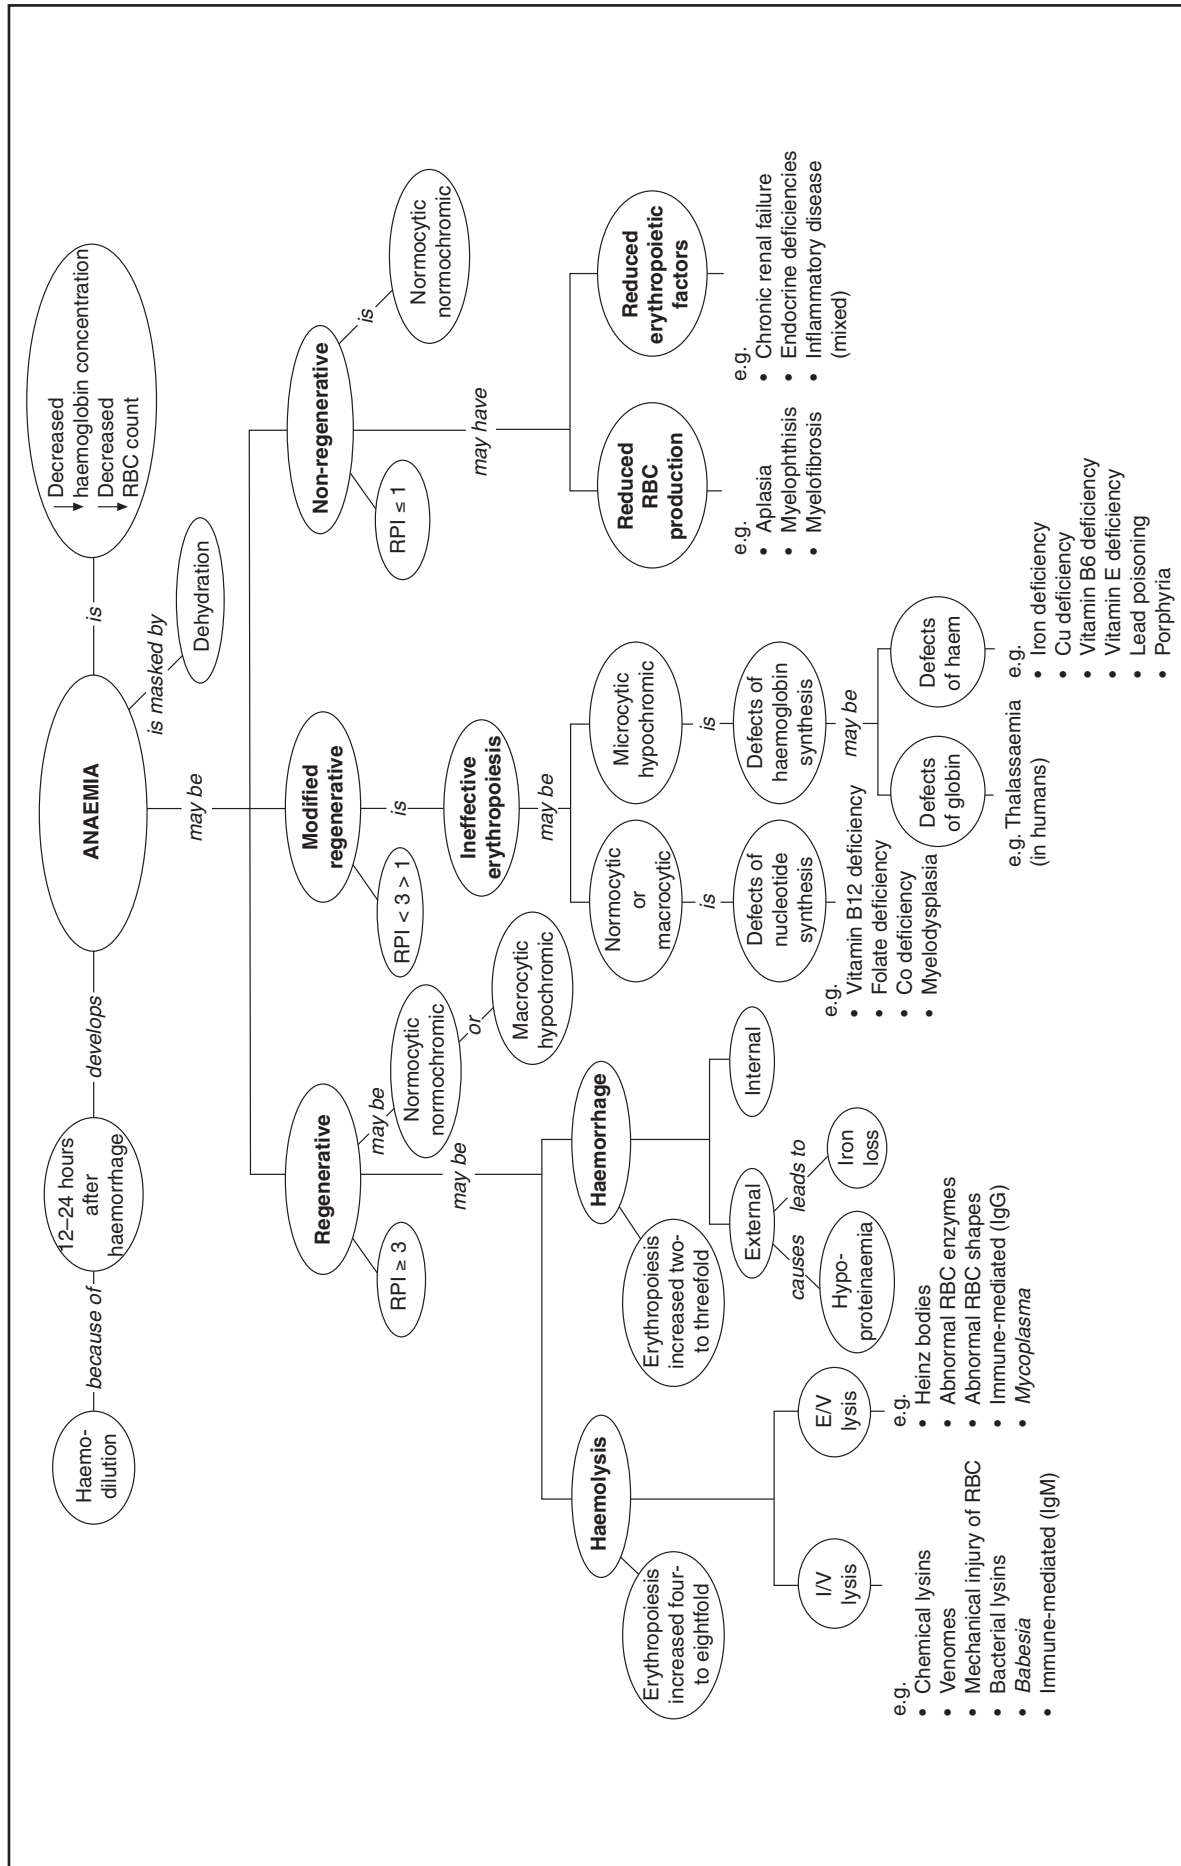 Haemo-
dilution
because of
12–24 hours
after
haemorrhage
develops
ANAEMIA
is
Decreased
haemoglobin concentration
Decreased
RBC count
is masked by
Dehydration
may be
Regenerative
RPI ≥ 3
may be
Normocytic
normochromic
or
Macrocytic
hypochromic
may be
Haemolysis
Erythropoiesis
increased four-
to eightfold
I/V
lysis
e.g.
• Chemical lysins
• Venomes
• Mechanical injury of RBC
• Bacterial lysins
• Babesia
• Immune-mediated (IgM)
E/V
lysis
e.g.
• Heinz bodies
• Abnormal RBC enzymes
• Abnormal RBC shapes
• Immune-mediated (IgG)
• Mycoplasma
Haemorrhage
Erythropoiesis
increased two-
to threefold
External
causes
Hypo-
proteinaemia
leads to
Iron
loss
Internal
Modified
regenerative
RPI < 3 > 1
is
Ineffective
erythropoiesis
may be
Normocytic
or
macrocytic
is
Defects of
nucleotide
synthesis
e.g.
• Vitamin B12 deficiency
• Folate deficiency
• Co deficiency
• Myelodysplasia
Microcytic
hypochromic
is
Defects of
haemoglobin
synthesis
may be
Defects
of globin
e.g. Thalassaemia
(in humans)
Defects
of haem
e.g.
• Iron deficiency
• Cu deficiency
• Vitamin B6 deficiency
• Vitamin E deficiency
• Lead poisoning
• Porphyria
Non-regenerative
RPI ≤ 1
is
Normocytic
normochromic
may have
Reduced
RBC
production
e.g.
• Aplasia
• Myelophthisis
• Myelofibrosis
Reduced
erythropoietic
factors
e.g.
• Chronic renal failure
• Endocrine deficiencies
• Inflammatory disease
(mixed)